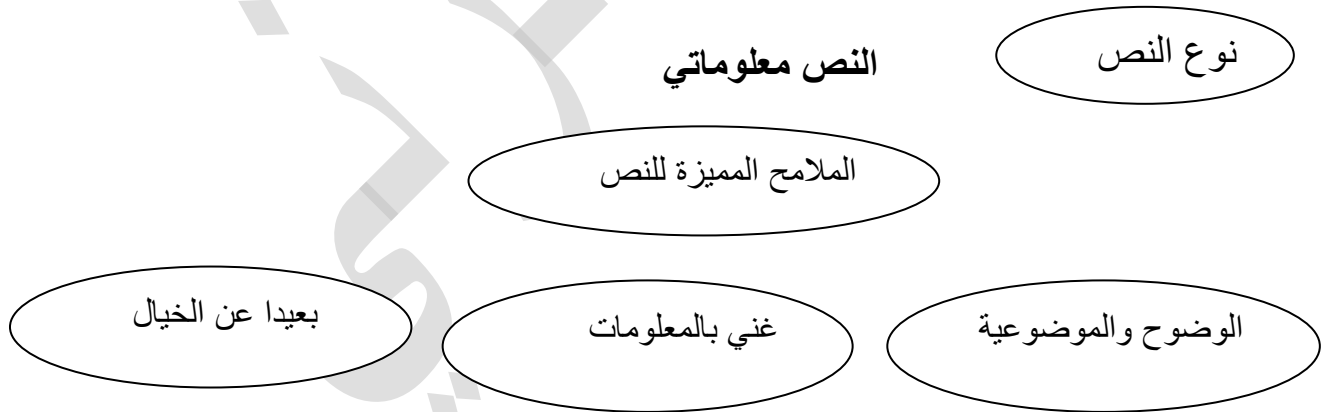 نوع النص
النص معلوماتي
الملامح المميزة للنص
الوضوح والموضوعية
غني بالمعلومات
بعيدا عن الخيال